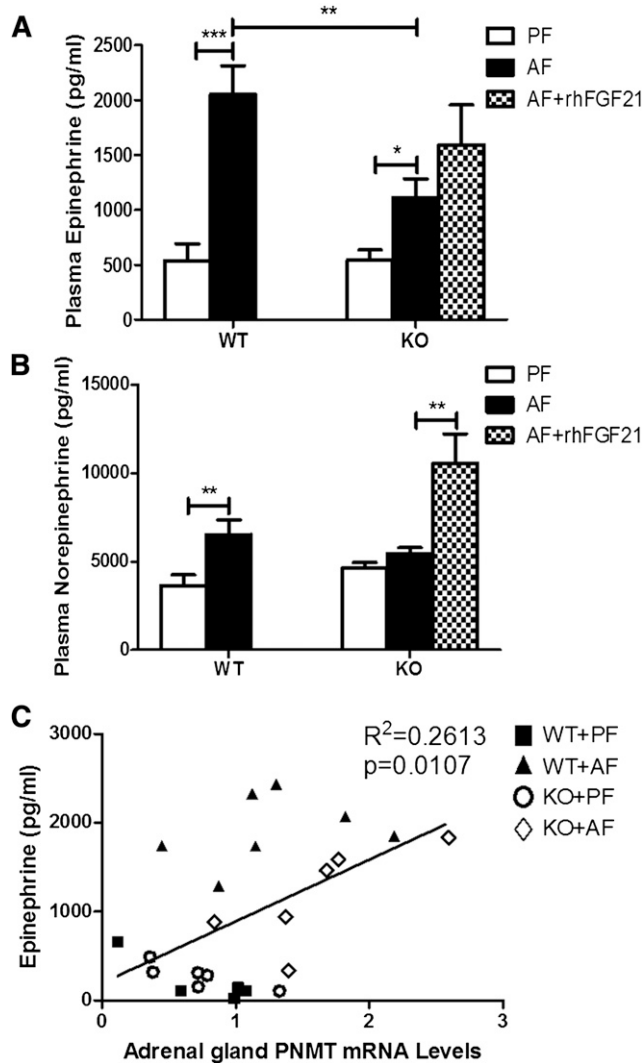 A
Plasma Epinephrine (pg/ml)
2500
2000
1500
1000
500
0
***
**
*
WT
KO
PF
AF
AF+rhFGF21
B
Plasma Norepinephrine (pg/ml)
15000
10000
5000
0
**
**
WT
KO
PF
AF
AF+rhFGF21
C
Epinephrine (pg/ml)
3000
2000
1000
0
R²=0.2613
p=0.0107
WT+PF
WT+AF
KO+PF
KO+AF
0
1
2
3
Adrenal gland PNMT mRNA Levels